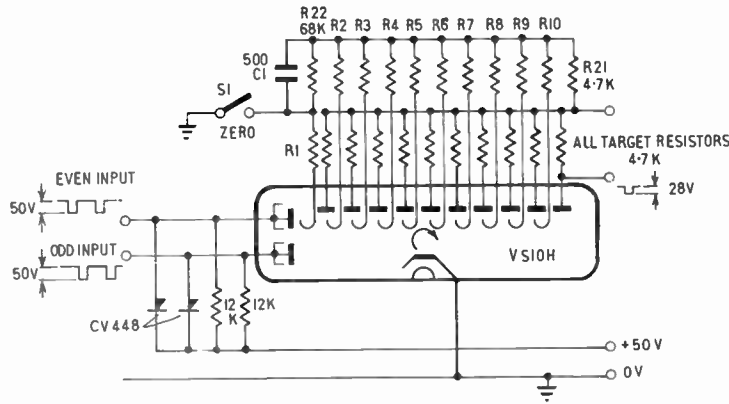 R22
68K
R2 R3 R4 R5 R6 R7 R8 R9 R10
500
C1
R21
4·7K
S1
ZERO
R1
ALL TARGET RESISTORS
4·7K
28V
EVEN INPUT
50V
ODD INPUT
50V
VS10H
12
K
12K
CV448
+50V
0V